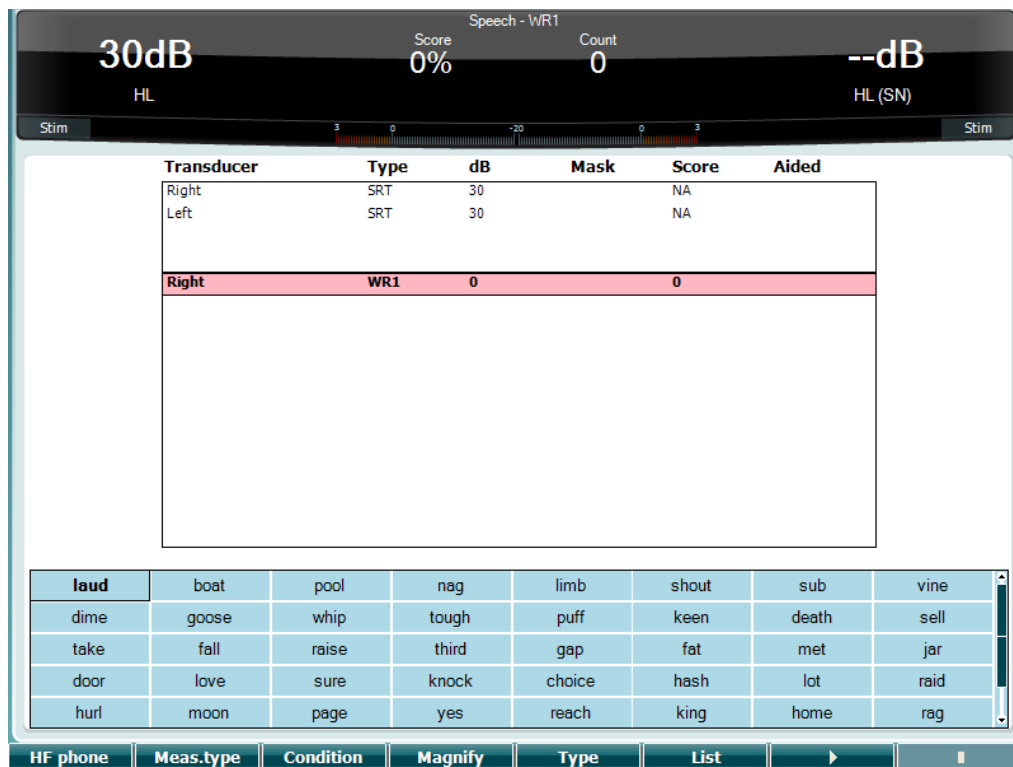 Speech - WR1
30dB Score Count --dB
0% 0
HL HL (SN)
Stim 3 0 -20 0 3 Stim
Transducer Type dB Mask Score Aided
Right SRT 30 NA
Left SRT 30 NA
Right WR1 0 0
laud boat pool nag limb shout sub vine
dime goose whip tough puff keen death sell
take fall raise third gap fat met jar
door love sure knock choice hash lot raid
hurl moon page yes reach king home rag
HF phone Meas.type Condition Magnify Type List